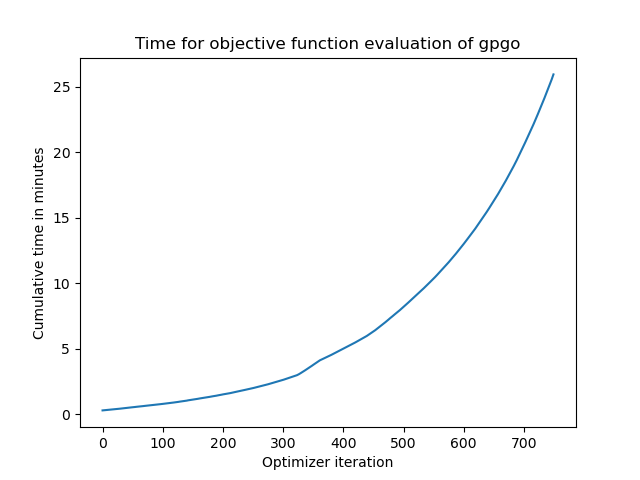 Time for objective function evaluation of gpgo
25
20
15
10
5
0
Cumulative time in minutes
0 100 200 300 400 500 600 700
Optimizer iteration